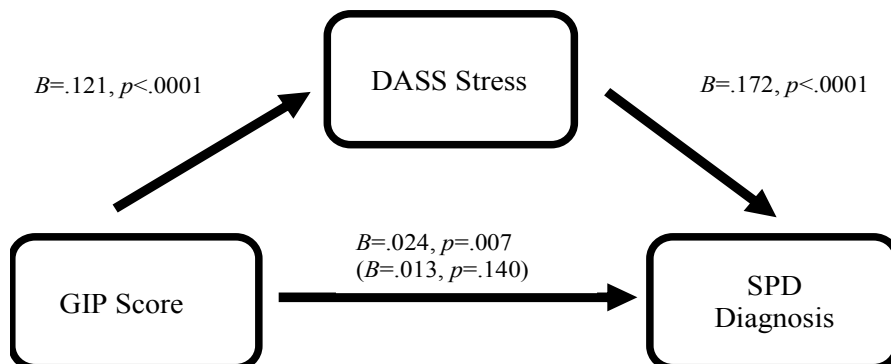 DASS Stress
B=.121, p<.0001
B=.172, p<.0001
B=.024, p=.007
(B=.013, p=.140)
GIP Score
SPD
Diagnosis